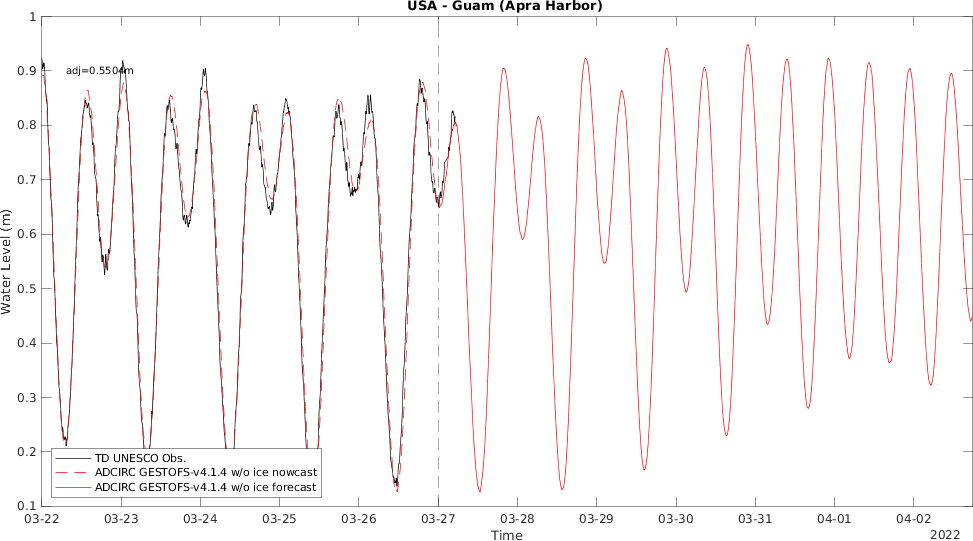 USA - Guam (Apra Harbor)
adj=0.5504m
Water Level (m)
1
0.9
0.8
0.7
0.6
0.5
0.4
0.3
0.2
0.1
TD UNESCO Obs.
ADCIRC GESTOFS-v4.1.4 w/o ice nowcast
ADCIRC GESTOFS-v4.1.4 w/o ice forecast
03-22 03-23 03-24 03-25 03-26 03-27 03-28 03-29 03-30 03-31 04-01 04-02
Time
2022